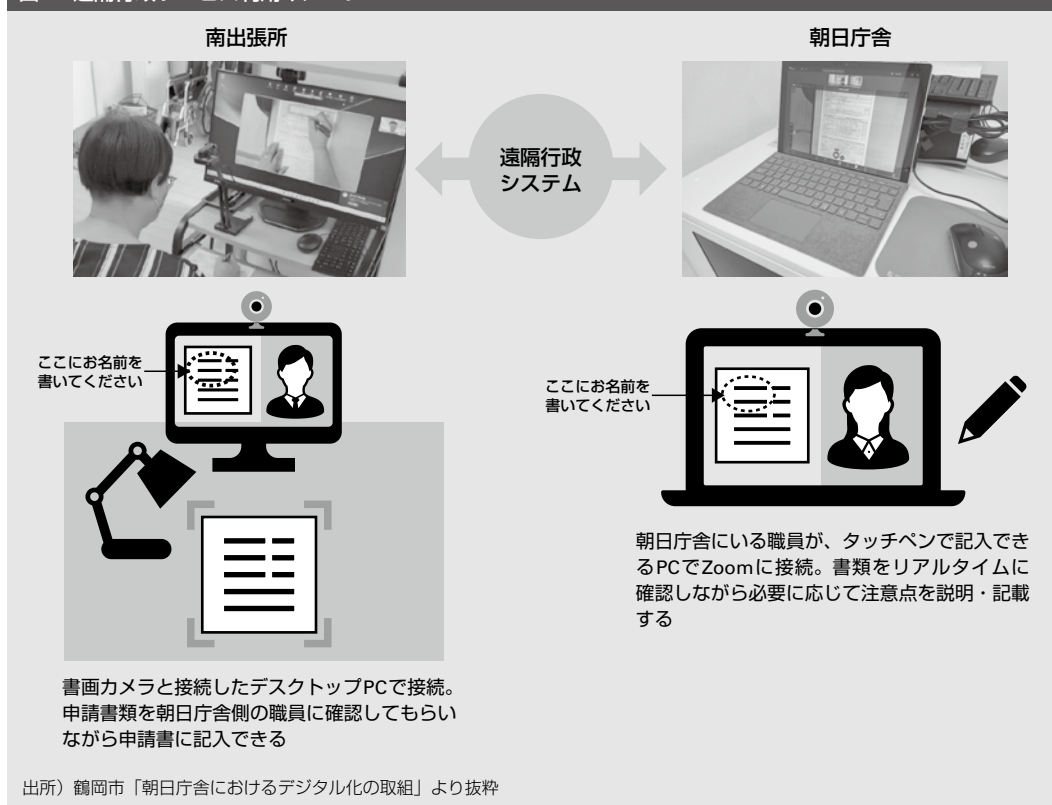 南出張所
朝日庁舎
遠隔行政
システム
ここにお名前を
書いてください
ここにお名前を
書いてください
朝日庁舎にいる職員が、タッチペンで記入でき
るPCでZoomに接続。書類をリアルタイムに
確認しながら必要に応じて注意点を説明・記載
する
書画カメラと接続したデスクトップPCで接続。
申請書類を朝日庁舎側の職員に確認してもらい
ながら申請書に記入できる
出所）鶴岡市「朝日庁舎におけるデジタル化の取組」より抜粋